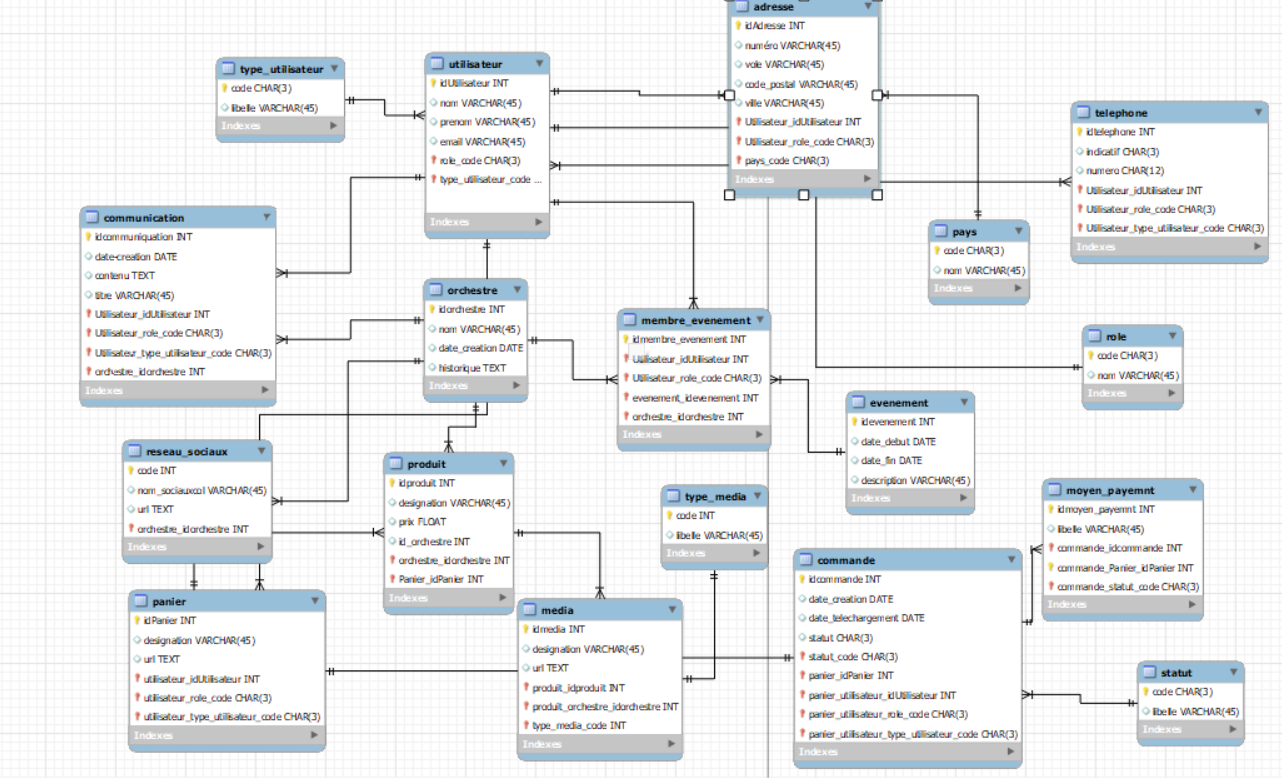 adresse
idAdresse INT
numéro VARCHAR(45)
voie VARCHAR(45)
code_postal VARCHAR(45)
ville VARCHAR(45)
Utilisateur_idUtilisateur INT
Utilisateur_role_code CHAR(3)
pays_code CHAR(3)
Indexes
type_utilisateur
code CHAR(3)
libelle VARCHAR(45)
Indexes
utilisateur
idUtilisateur INT
nom VARCHAR(45)
prenom VARCHAR(45)
email VARCHAR(45)
role_code CHAR(3)
type_utilisateur_code ...
Indexes
telephone
idtelephone INT
indicatif CHAR(3)
numero CHAR(12)
Utilisateur_idUtilisateur INT
Utilisateur_role_code CHAR(3)
Utilisateur_type_utilisateur_code CHAR(3)
Indexes
communication
idcommuniquation INT
date-creation DATE
contenu TEXT
titre VARCHAR(45)
Utilisateur_idUtilisateur INT
Utilisateur_role_code CHAR(3)
Utilisateur_type_utilisateur_code CHAR(3)
orchestre_idorchestre INT
Indexes
pays
code CHAR(3)
nom VARCHAR(45)
Indexes
orchestre
idorchestre INT
nom VARCHAR(45)
date_creation DATE
historique TEXT
Indexes
membre_evenement
idmembre_evenement INT
Utilisateur_idUtilisateur INT
Utilisateur_role_code CHAR(3)
evenement_idevenement INT
orchestre_idorchestre INT
Indexes
role
code CHAR(3)
nom VARCHAR(45)
Indexes
evenement
idevenement INT
date_debut DATE
date_fin DATE
description VARCHAR(45)
Indexes
reseau_sociaux
code INT
nom_sociauxcol VARCHAR(45)
url TEXT
orchestre_idorchestre INT
Indexes
produit
idproduit INT
designation VARCHAR(45)
prix FLOAT
id_orchestre INT
orchestre_idorchestre INT
Panier_idPanier INT
Indexes
type_media
code INT
libelle VARCHAR(45)
Indexes
moyen_payemnt
idmoyen_payemnt INT
libelle VARCHAR(45)
commande_idcommande INT
commande_Panier_idPanier INT
commande_statut_code CHAR(3)
Indexes
commande
idcommande INT
date_creation DATE
date_telechargement DATE
statut CHAR(3)
statut_code CHAR(3)
panier_idPanier INT
panier_utilisateur_idUtilisateur INT
panier_utilisateur_role_code CHAR(3)
panier_utilisateur_type_utilisateur_code CHAR(3)
Indexes
panier
idPanier INT
designation VARCHAR(45)
url TEXT
utilisateur_idUtilisateur INT
utilisateur_role_code CHAR(3)
utilisateur_type_utilisateur_code CHAR(3)
Indexes
media
idmedia INT
designation VARCHAR(45)
url TEXT
produit_idproduit INT
produit_orchestre_idorchestre INT
type_media_code INT
Indexes
statut
code CHAR(3)
libelle VARCHAR(45)
Indexes